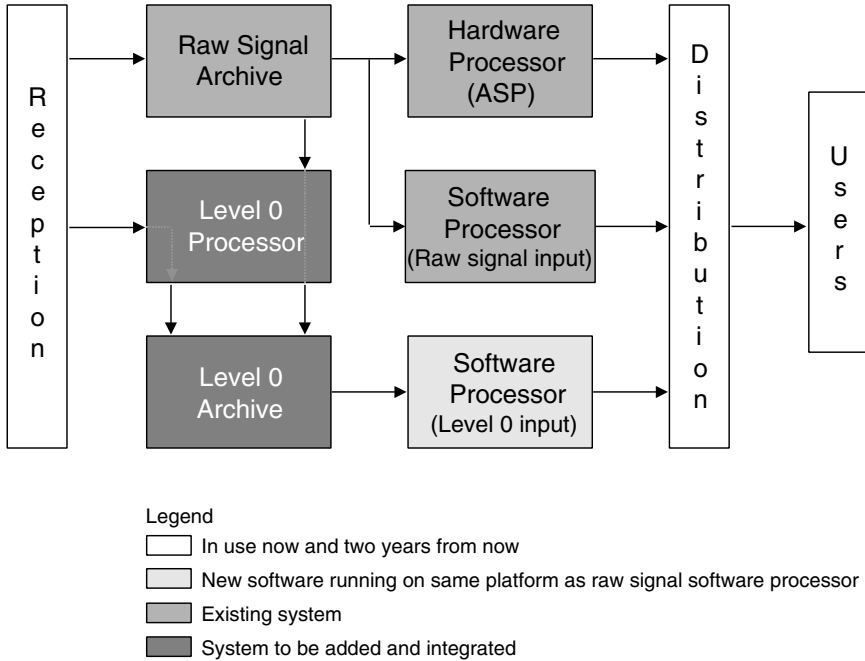 Reception
Raw Signal
Archive
Hardware
Processor
(ASP)
Level 0
Processor
Software
Processor
(Raw signal input)
Level 0
Archive
Software
Processor
(Level 0 input)
Distribution
Users
Legend
In use now and two years from now
New software running on same platform as raw signal software processor
Existing system
System to be added and integrated